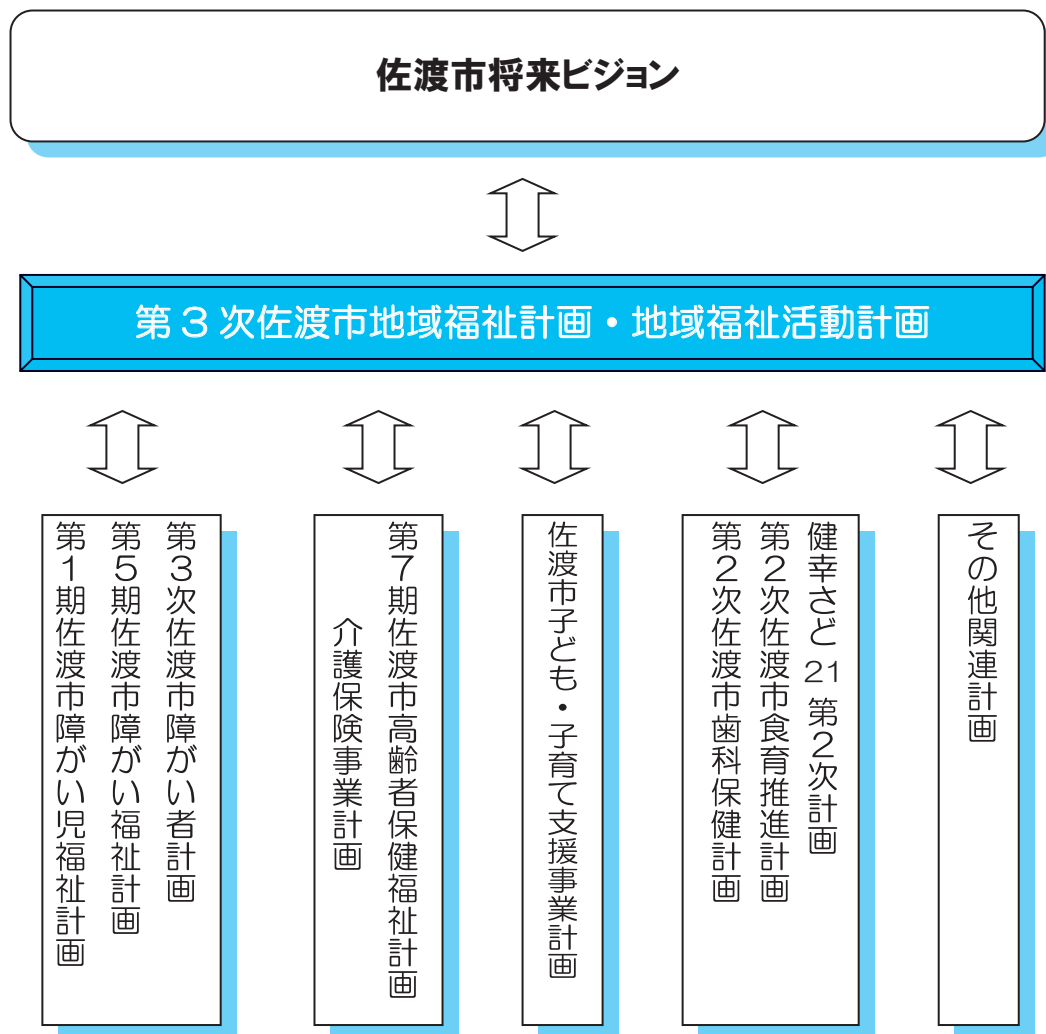 佐渡市将来ビジョン
第３次佐渡市地域福祉計画・地域福祉活動計画
第３次佐渡市障がい者計画
第５期佐渡市障がい福祉計画
第１期佐渡市障がい児福祉計画
第７期佐渡市高齢者保健福祉計画
介護保険事業計画
佐渡市子ども・子育て支援事業計画
健幸さど 21 第２次計画
第２次佐渡市食育推進計画
第２次佐渡市歯科保健計画
その他関連計画